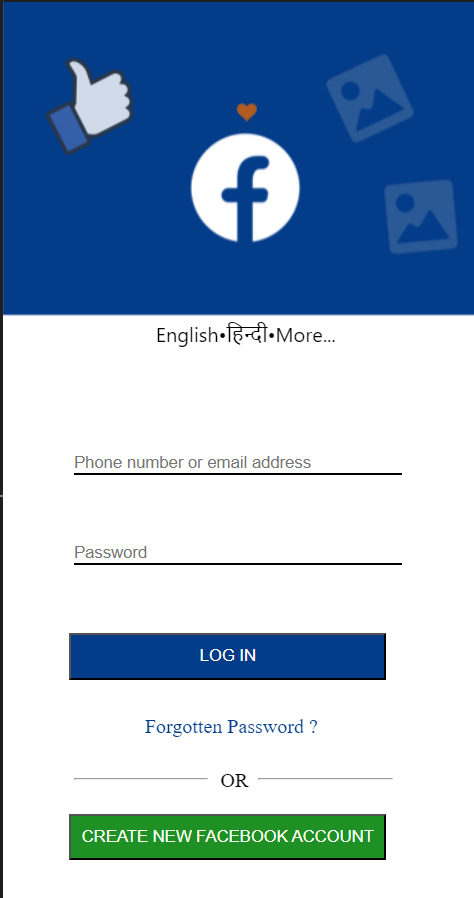 English•हिन्दी•More...
Phone number or email address
Password
LOG IN
Forgotten Password ?
OR
CREATE NEW FACEBOOK ACCOUNT